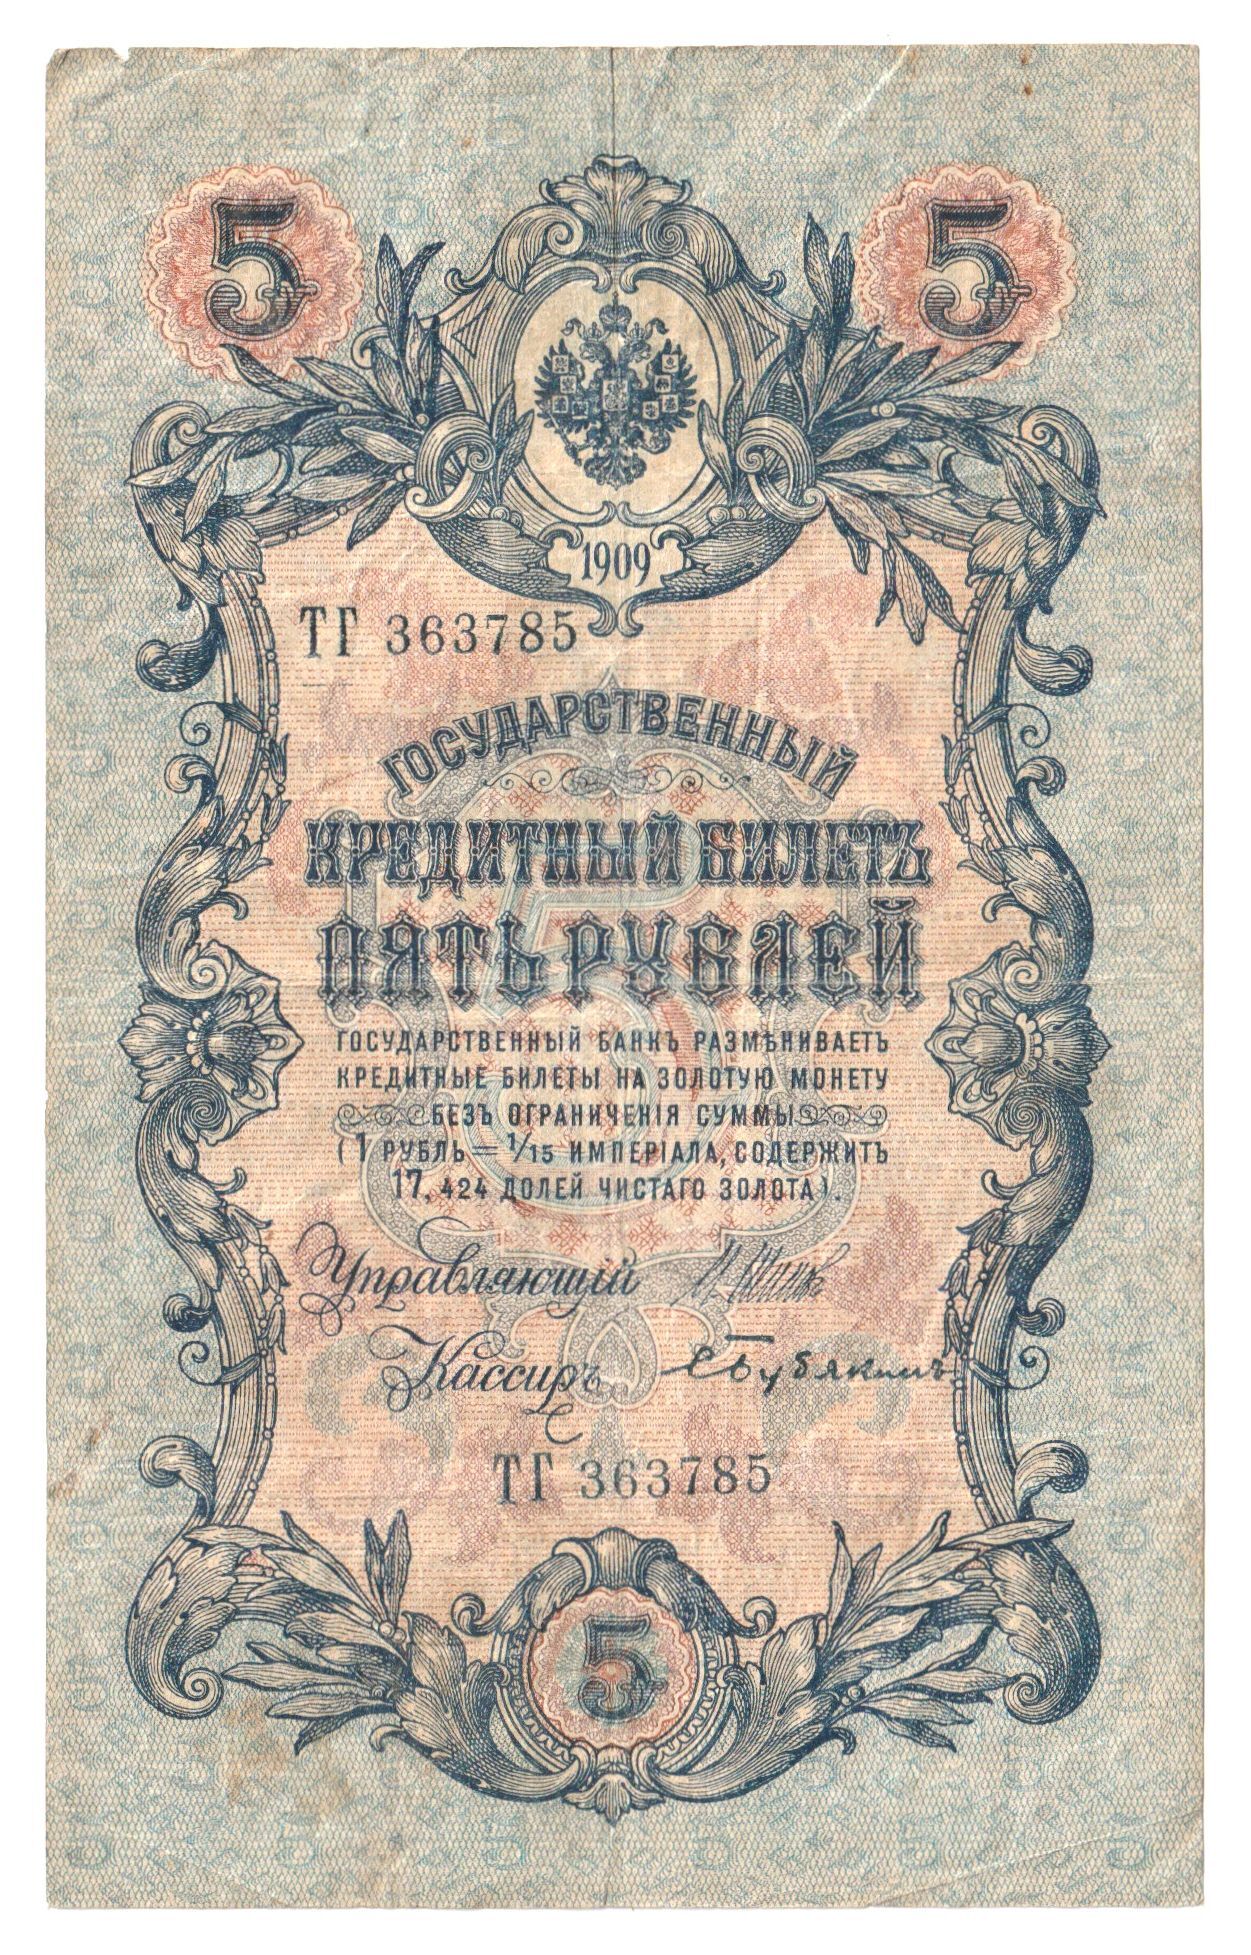 5 5
1909
ТГ 363785
ГОСУДАРСТВЕННЫЙ
КРЕДИТНЫЙ БИЛЕТЪ
ПЯТЬ РУБЛЕЙ
ГОСУДАРСТВЕННЫЙ БАНКЪ РАЗМѢНИВАЕТЪ
КРЕДИТНЫЕ БИЛЕТЫ НА ЗОЛОТУЮ МОНЕТУ
БЕЗЪ ОГРАНИЧЕНІЯ СУММЫ
(1 РУБЛЬ = 1/15 ИМПЕРІАЛА, СОДЕРЖИТЪ
17,424 ДОЛЕЙ ЧИСТАГО ЗОЛОТА).
Управляющій
Кассиръ
ТГ 363785
5